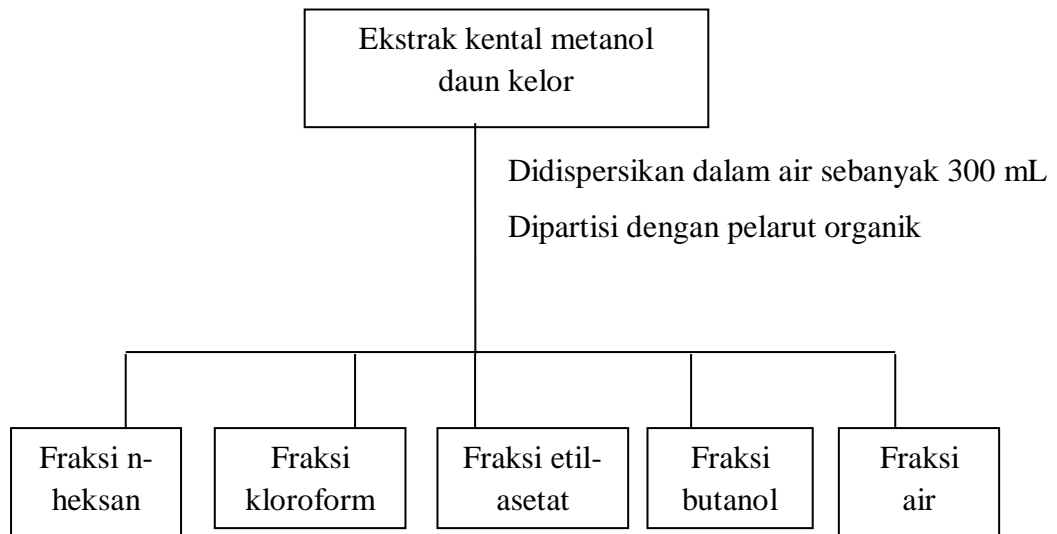 Ekstrak kental metanol
daun kelor
Didispersikan dalam air sebanyak 300 mL
Dipartisi dengan pelarut organik
Fraksi n-
heksan
Fraksi
kloroform
Fraksi etil-
asetat
Fraksi
butanol
Fraksi
air